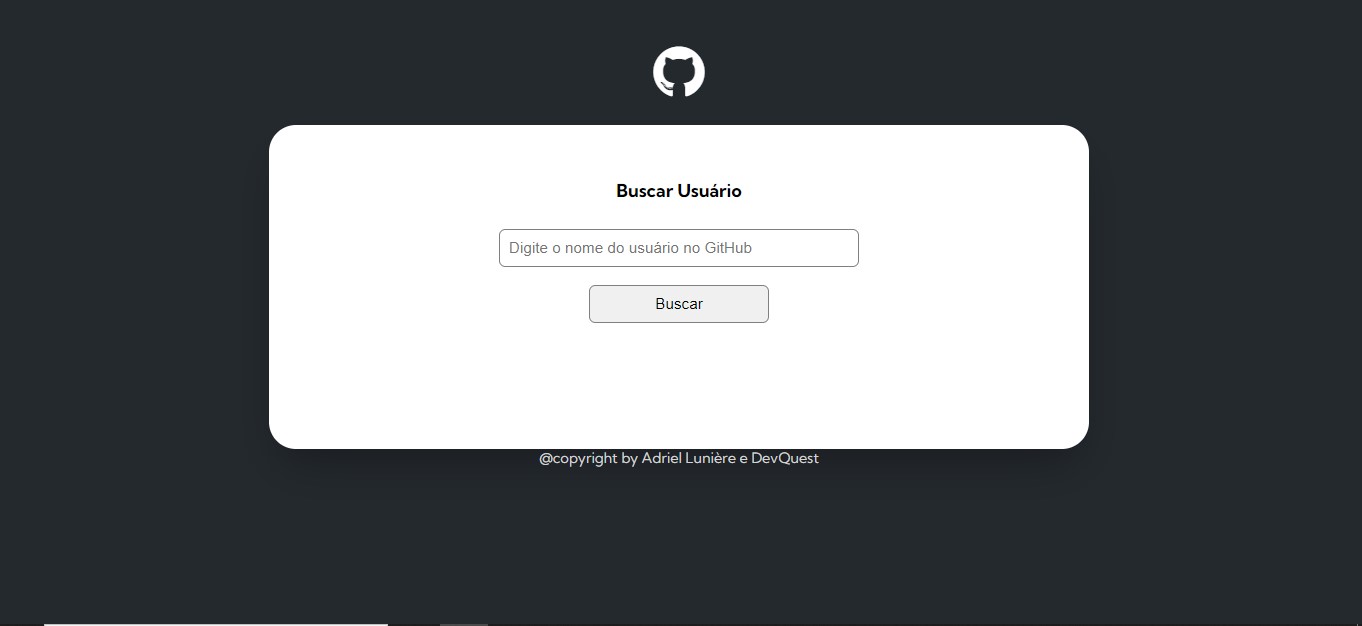 Buscar Usuário
Digite o nome do usuário no GitHub
Buscar
@copyright by Adriel Lunière e DevQuest